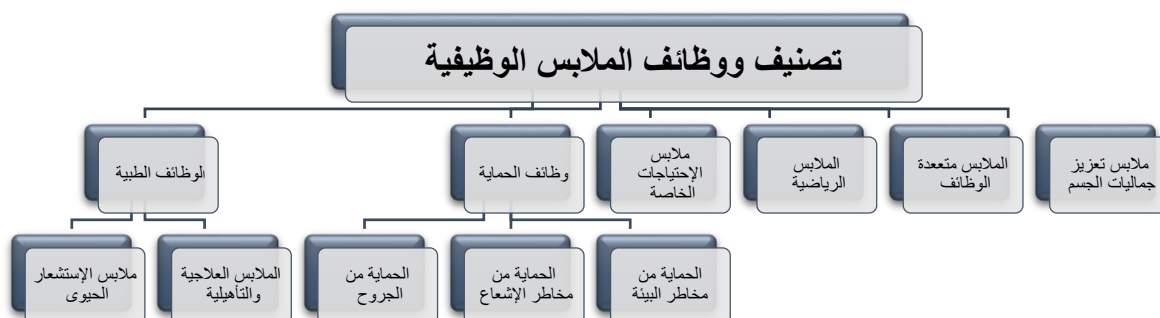 تصنيف ووظائف الملابس الوظيفية
ملابس تعزيز
جماليات الجسم
الملابس متعددة
الوظائف
الملابس
الرياضية
ملابس
الإحتياجات
الخاصة
وظائف الحماية
الوظائف الطبية
الحماية من
مخاطر البيئة
الحماية من
مخاطر الإشعاع
الحماية من
الجروح
الملابس العلاجية
والتأهيلية
ملابس الإستشعار
الحيوى